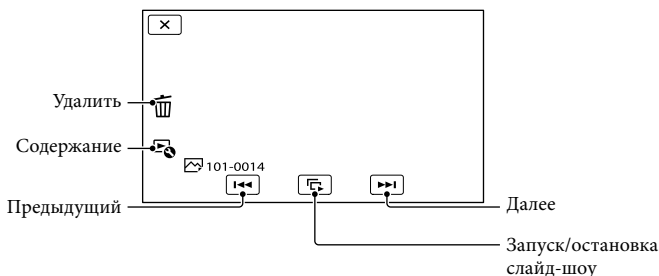 Удалить
Содержание
101-0014
Предыдущий
Далее
Запуск/остановка
слайд-шоу